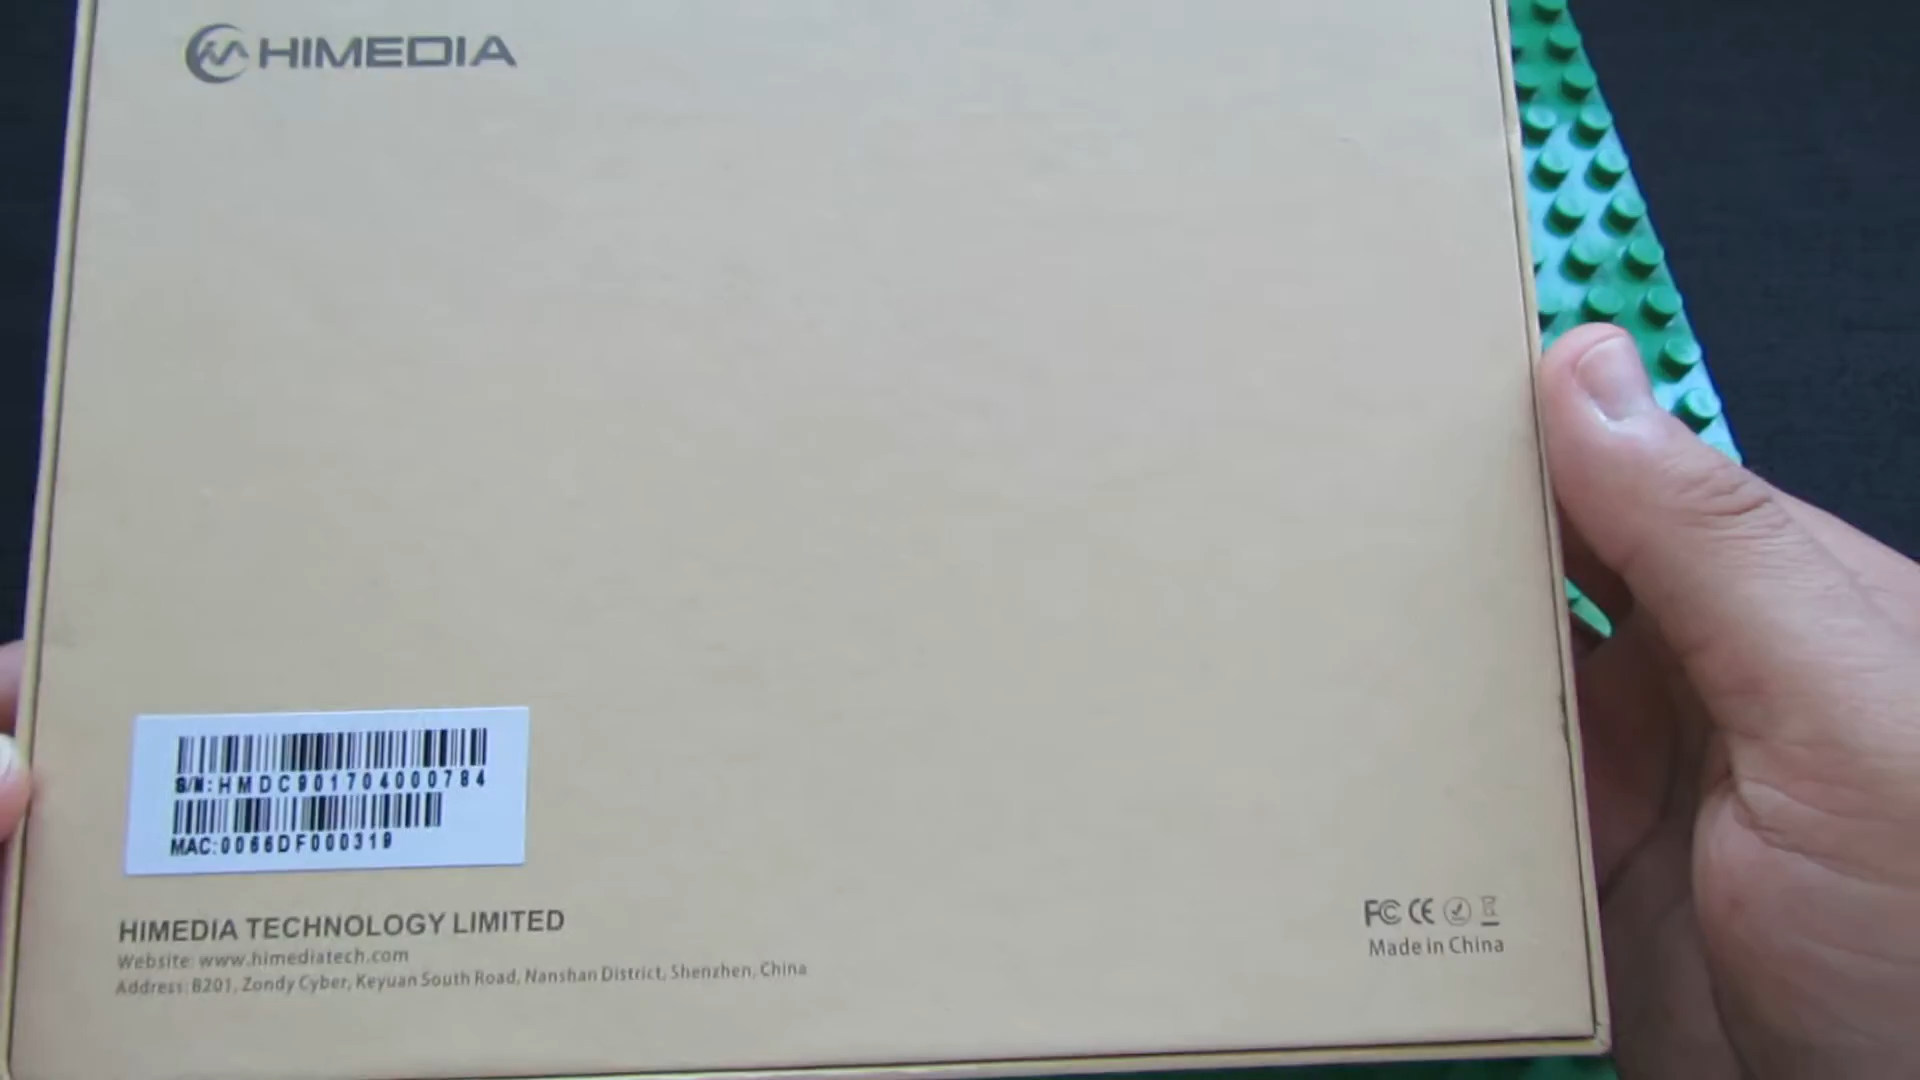 HIMEDIA
S/N:HMDC901704000784
MAC:0066DF000319
HIMEDIA TECHNOLOGY LIMITED
Website: www.himediatech.com
Address: B201, Zondy Cyber, Keyuan South Road, Nanshan District, Shenzhen, China
FC CE
Made in China